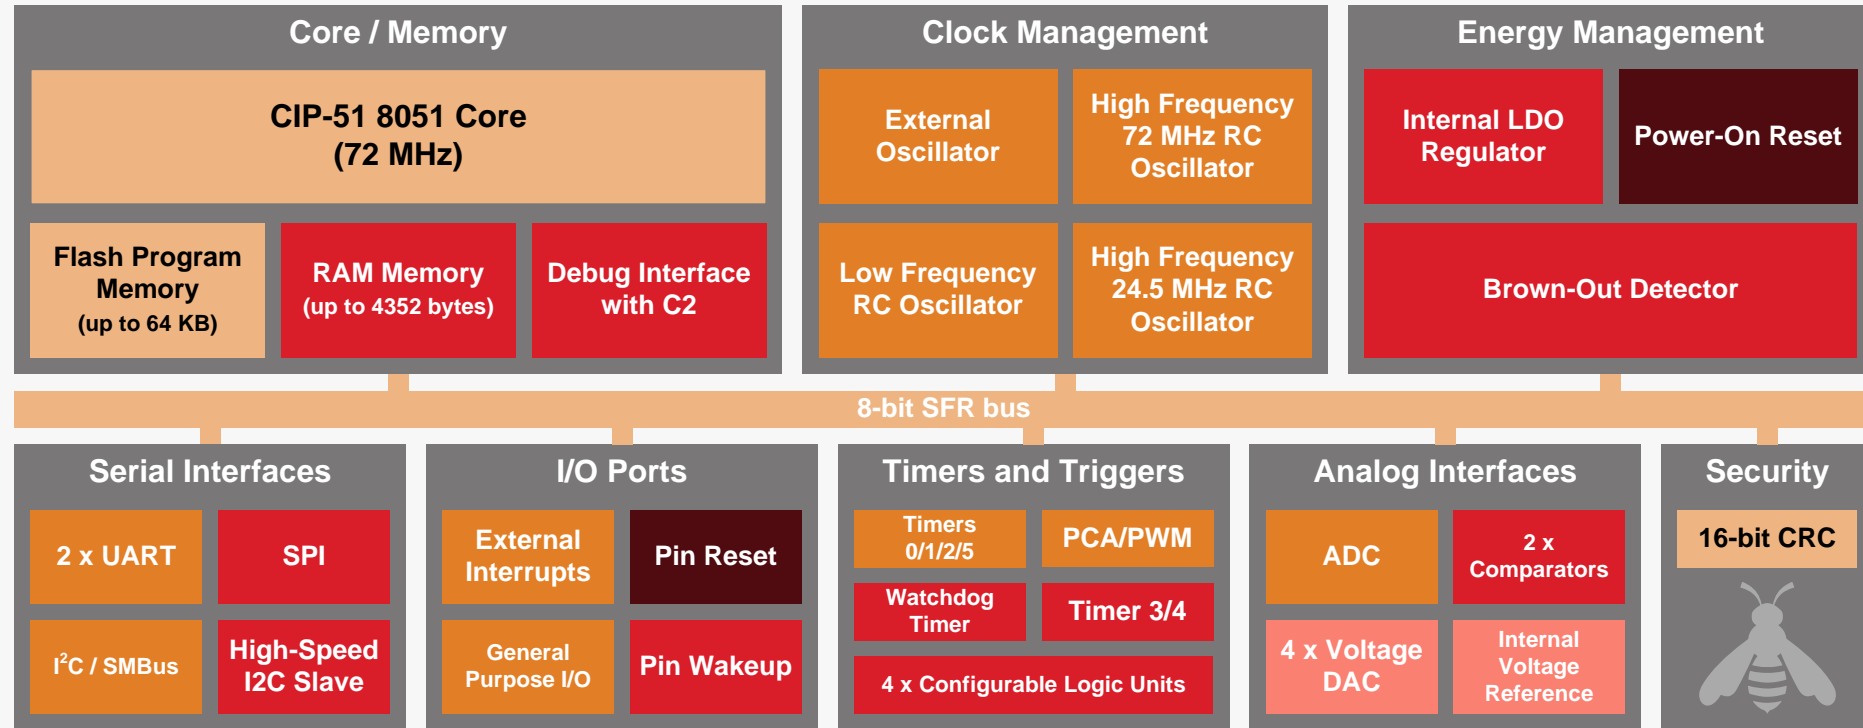 Core / Memory
CIP-51 8051 Core
(72 MHz)
Flash Program
Memory
(up to 64 KB)
RAM Memory
(up to 4352 bytes)
Debug Interface
with C2
Clock Management
External
Oscillator
High Frequency
72 MHz RC
Oscillator
Low Frequency
RC Oscillator
High Frequency
24.5 MHz RC
Oscillator
Energy Management
Internal LDO
Regulator
Power-On Reset
Brown-Out Detector
8-bit SFR bus
Serial Interfaces
2 x UART
SPI
I²C / SMBus
High-Speed
I2C Slave
I/O Ports
External
Interrupts
Pin Reset
General
Purpose I/O
Pin Wakeup
Timers and Triggers
Timers
0/1/2/5
PCA/PWM
Watchdog
Timer
Timer 3/4
4 x Configurable Logic Units
Analog Interfaces
ADC
2 x
Comparators
4 x Voltage
DAC
Internal
Voltage
Reference
Security
16-bit CRC